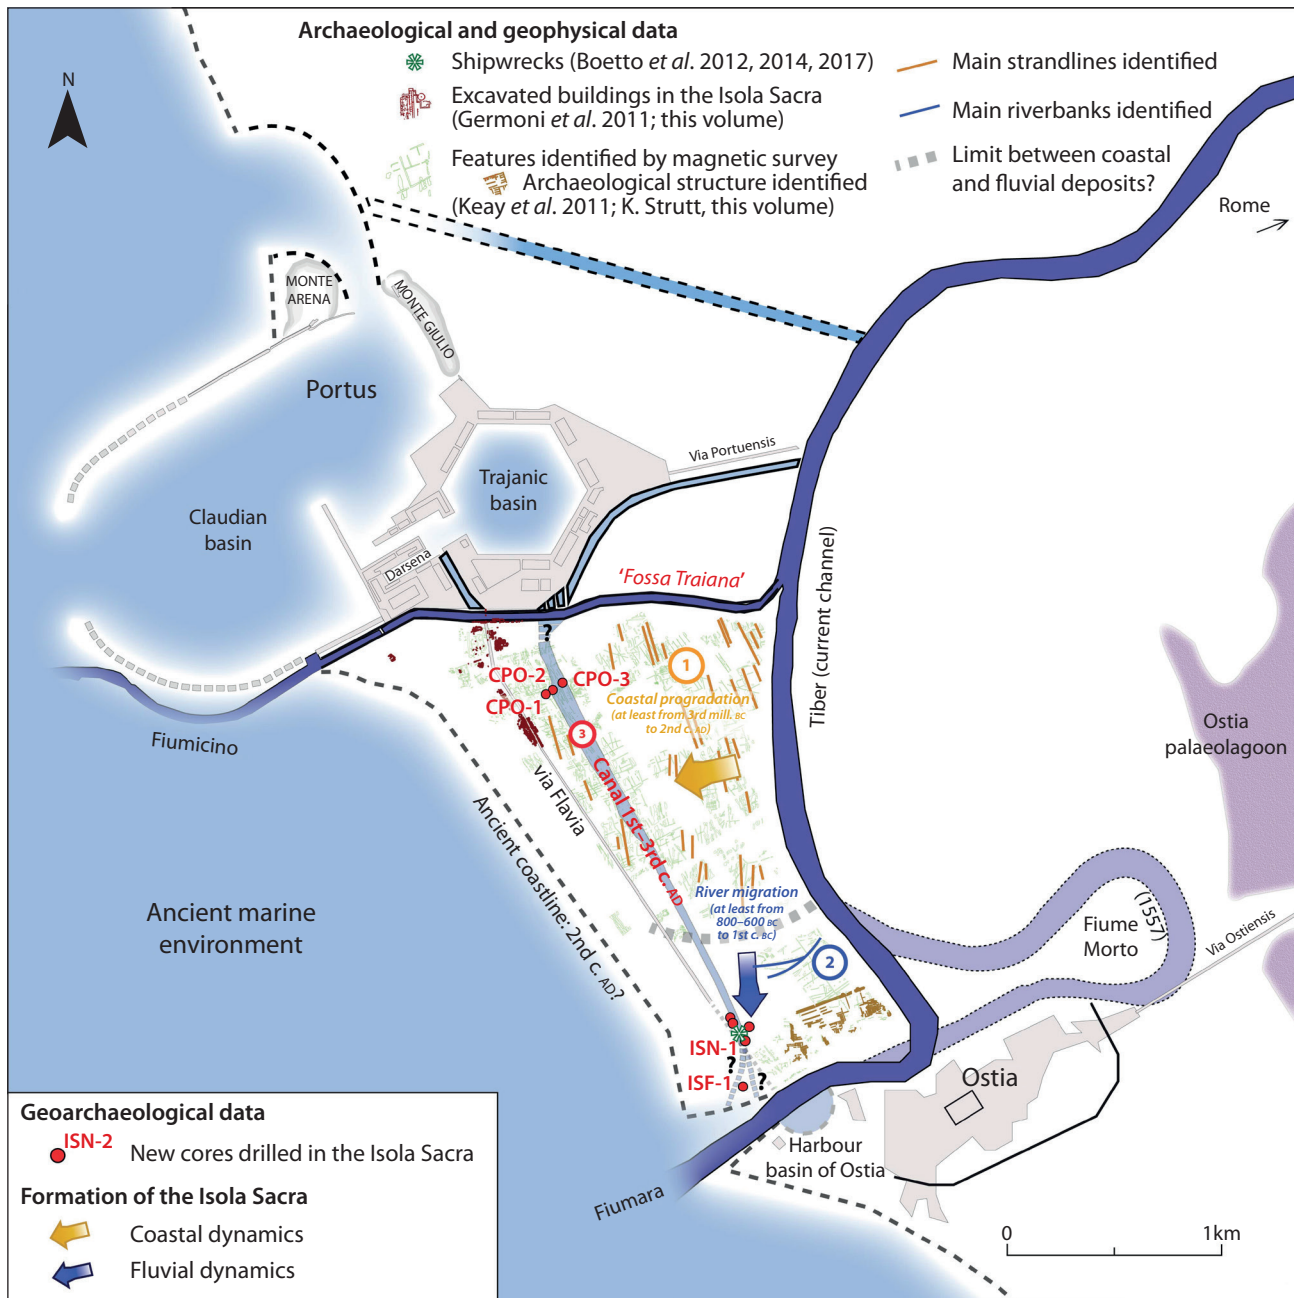 Archaeological and geophysical data
Shipwrecks (Boetto et al. 2012, 2014, 2017)
Excavated buildings in the Isola Sacra
(Germoni et al. 2011; this volume)
Features identified by magnetic survey
Archaeological structure identified
(Keay et al. 2011; K. Strutt, this volume)
Main strandlines identified
Main riverbanks identified
Limit between coastal
and fluvial deposits?
N
Rome
MONTE
ARENA
MONTE GIULIO
Portus
Via Portuensis
Trajanic
basin
Claudian
basin
Darsena
'Fossa Traiana'
Tiber (current channel)
?
1
CPO-2
CPO-3
CPO-1
Coastal progradation
(at least from 3rd mill. BC
to 2nd c. AD)
Ostia
palaeolagoon
Fiumicino
3
via Flavia
Canal 1st–3rd c. AD
Ancient coastline: 2nd c. AD?
River migration
(at least from
800–600 BC
to 1st c. BC)
Ancient marine
environment
Fiume
Morto
(1557)
Via Ostiensis
2
ISN-1
?
ISF-1
?
Ostia
Harbour
basin of Ostia
Fiumara
0
1km
Geoarchaeological data
ISN-2
New cores drilled in the Isola Sacra
Formation of the Isola Sacra
Coastal dynamics
Fluvial dynamics